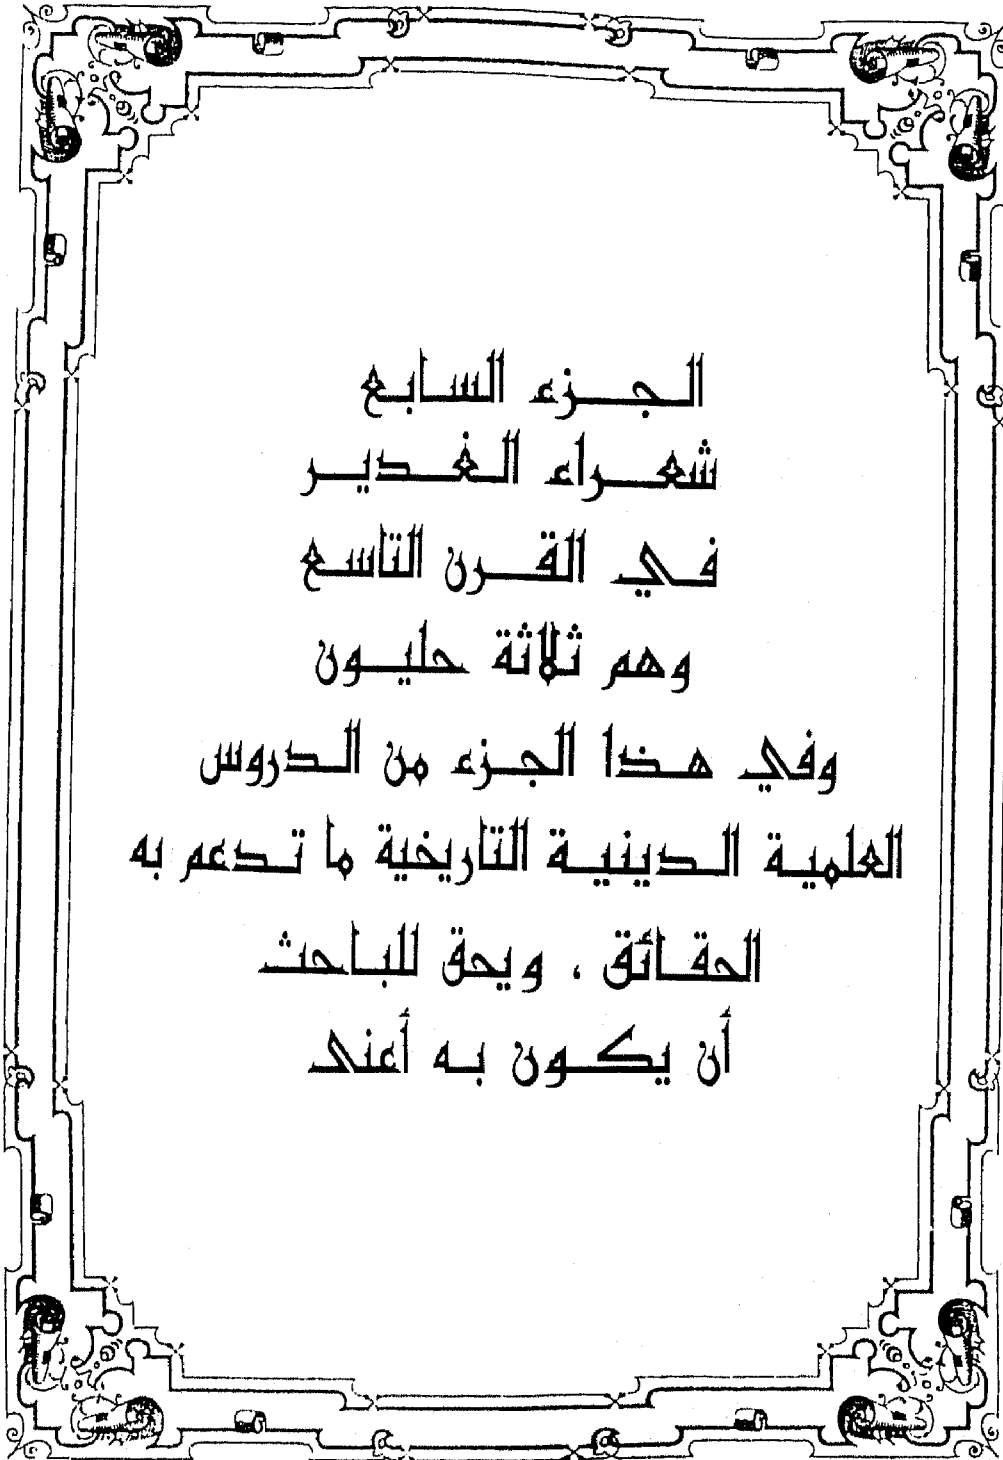 الجزء السابع
شعراء الغدير
في القرن التاسع
وهم ثلاثة حليون
وفي هذا الجزء من الدروس
العلمية الدينية التاريخية ما تدعم به
الحقائق ، ويحق للباحث
أن يكون به أعنى